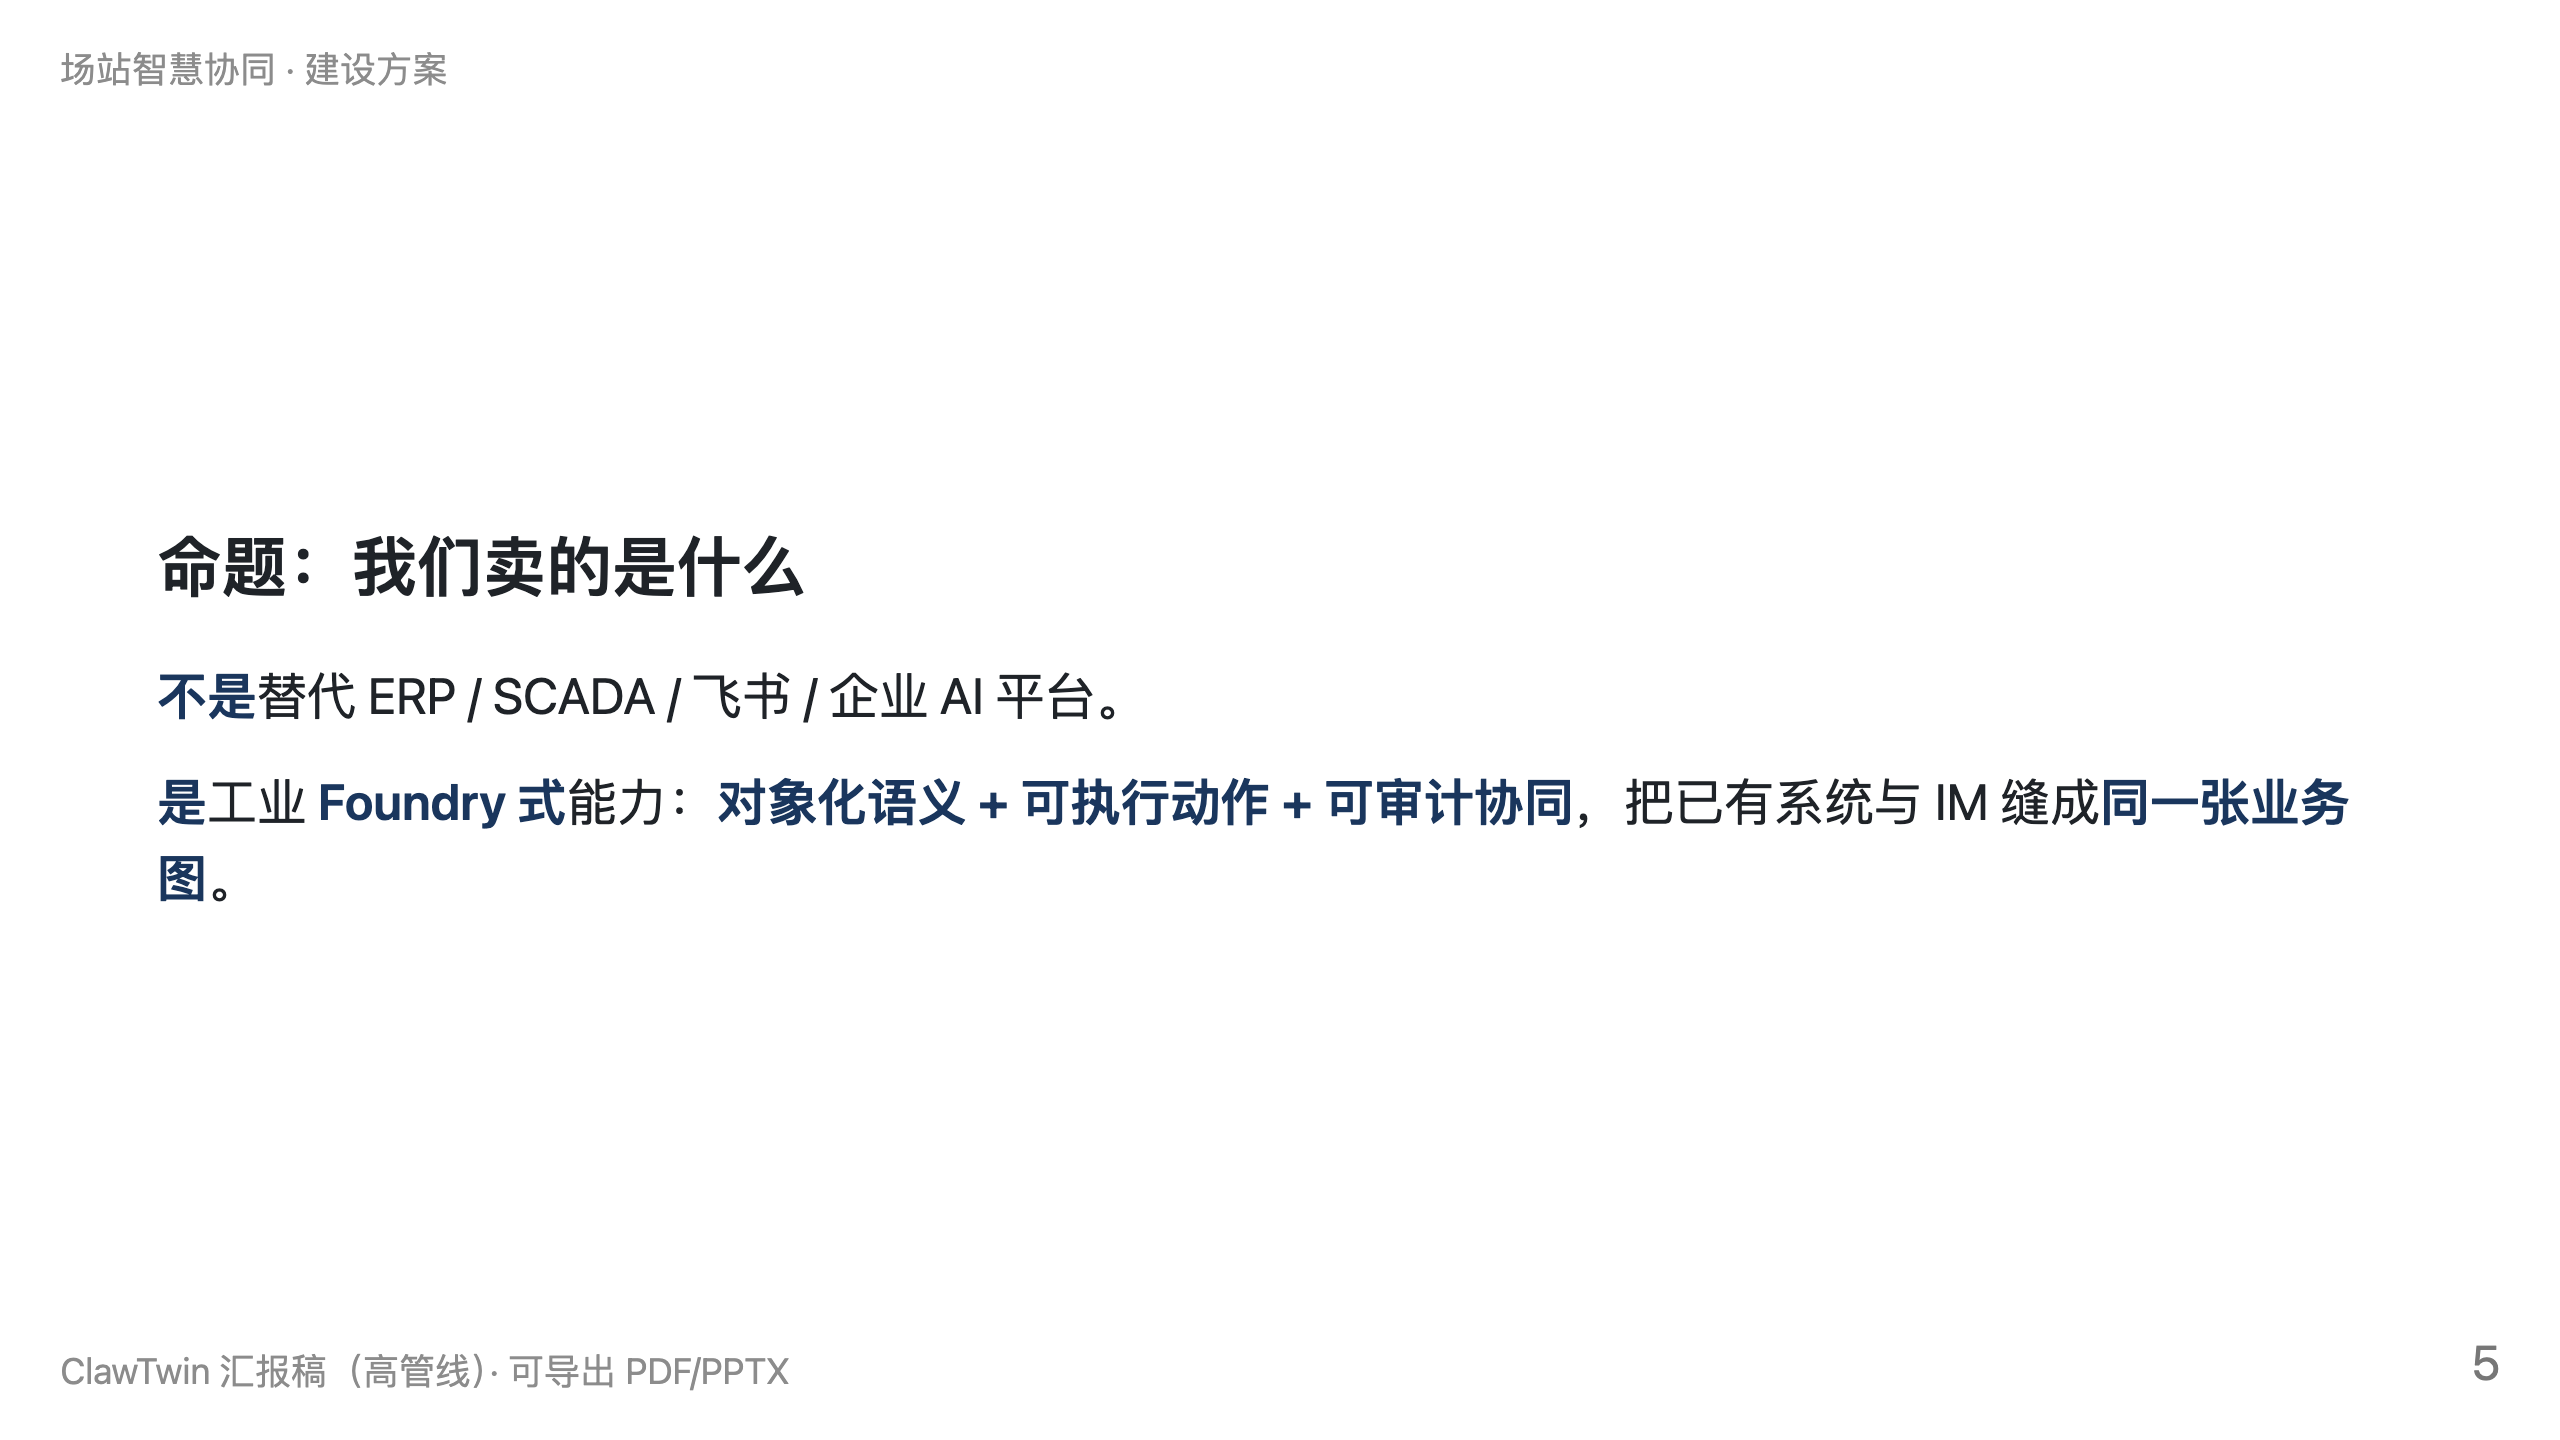 场站智慧协同 · 建设方案
命题：我们卖的是什么
不是替代 ERP / SCADA / 飞书 / 企业 AI 平台。
是工业 Foundry 式能力：对象化语义 + 可执行动作 + 可审计协同，把已有系统与 IM 缝成同一张业务
图。
ClawTwin 汇报稿（高管线）· 可导出 PDF/PPTX
5